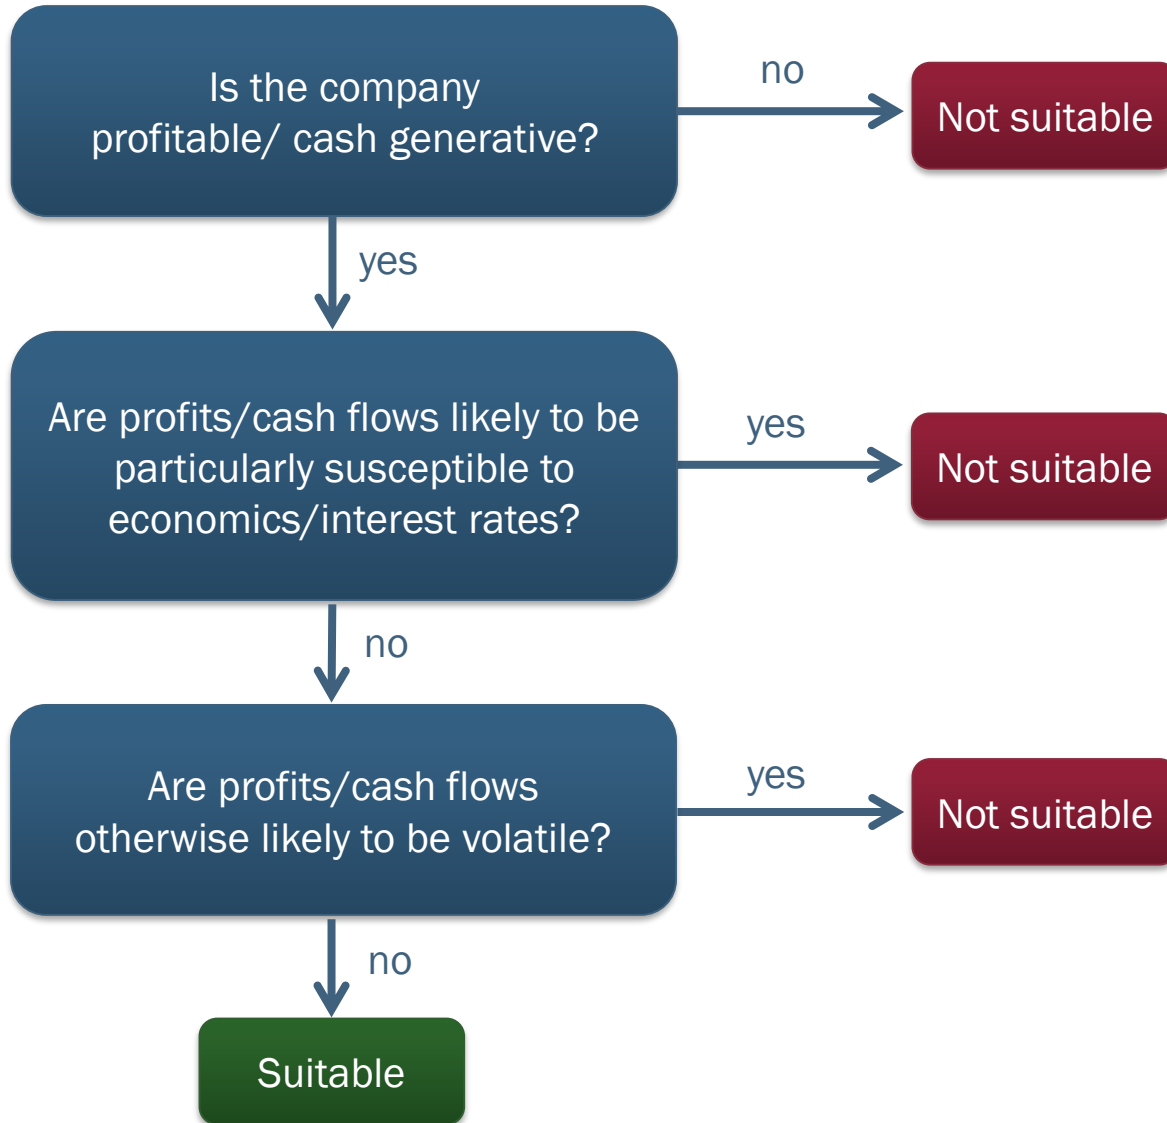 Is the company
profitable/ cash generative?
no
Not suitable
yes
Are profits/cash flows likely to be
particularly susceptible to
economics/interest rates?
yes
Not suitable
no
Are profits/cash flows
otherwise likely to be volatile?
yes
Not suitable
no
Suitable